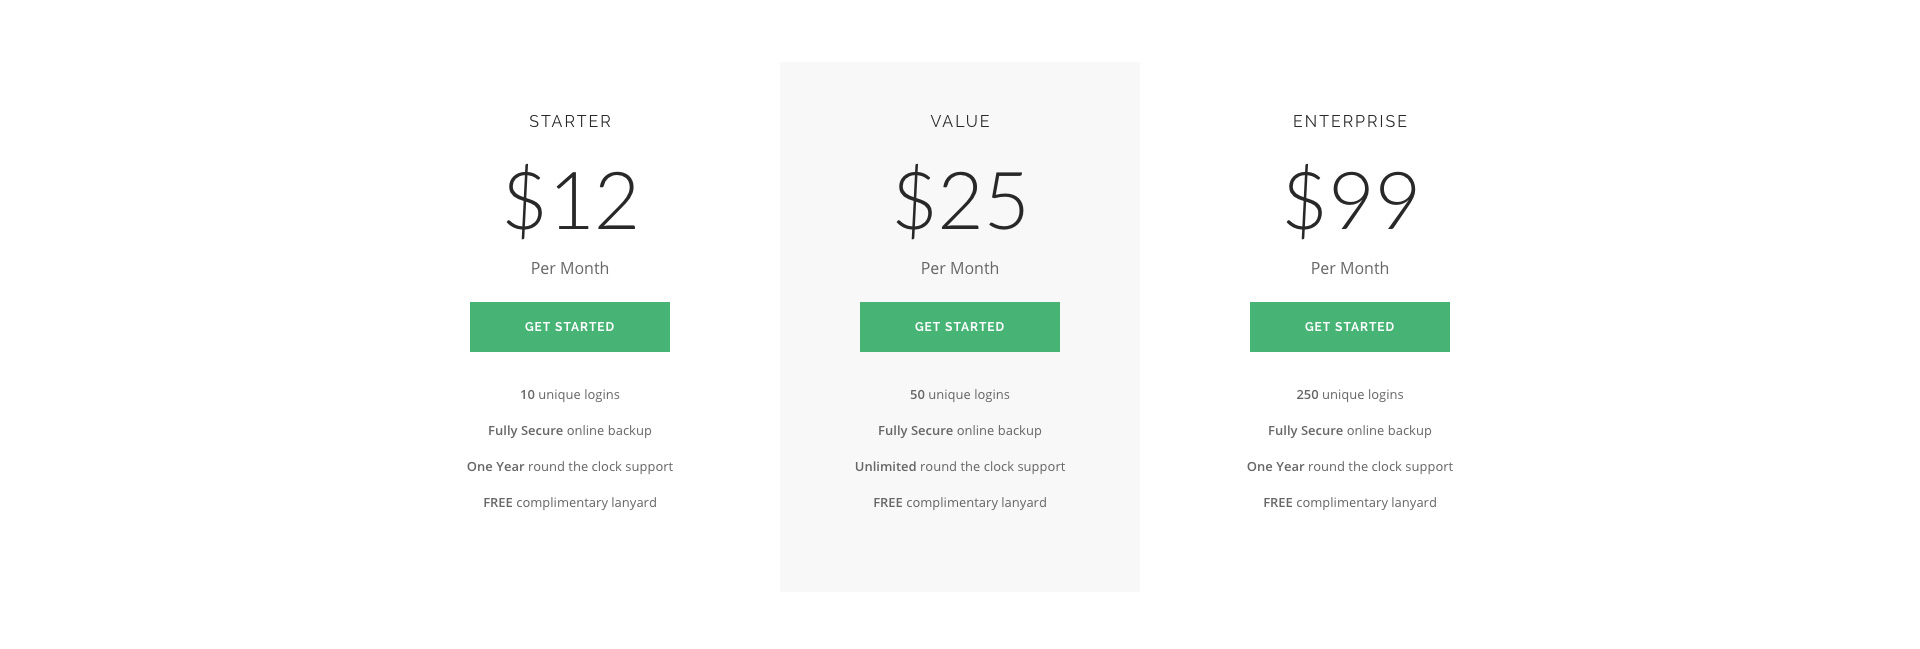 STARTER
$12
Per Month
GET STARTED
10 unique logins
Fully Secure online backup
One Year round the clock support
FREE complimentary lanyard
VALUE
$25
Per Month
GET STARTED
50 unique logins
Fully Secure online backup
Unlimited round the clock support
FREE complimentary lanyard
ENTERPRISE
$99
Per Month
GET STARTED
250 unique logins
Fully Secure online backup
One Year round the clock support
FREE complimentary lanyard